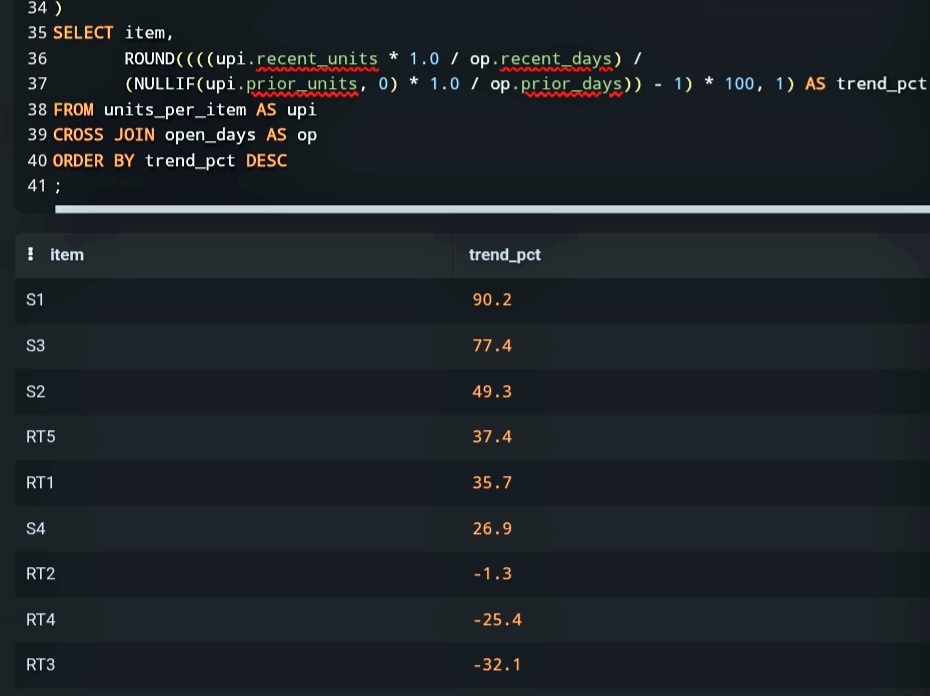 34 )
35 SELECT item,
36 ROUND((((upi.recent_units * 1.0 / op.recent_days) /
37 (NULLIF(upi.prior_units, 0) * 1.0 / op.prior_days)) - 1) * 100, 1) AS trend_pct
38 FROM units_per_item AS upi
39 CROSS JOIN open_days AS op
40 ORDER BY trend_pct DESC
41 ;
item trend_pct
S1 90.2
S3 77.4
S2 49.3
RT5 37.4
RT1 35.7
S4 26.9
RT2 -1.3
RT4 -25.4
RT3 -32.1